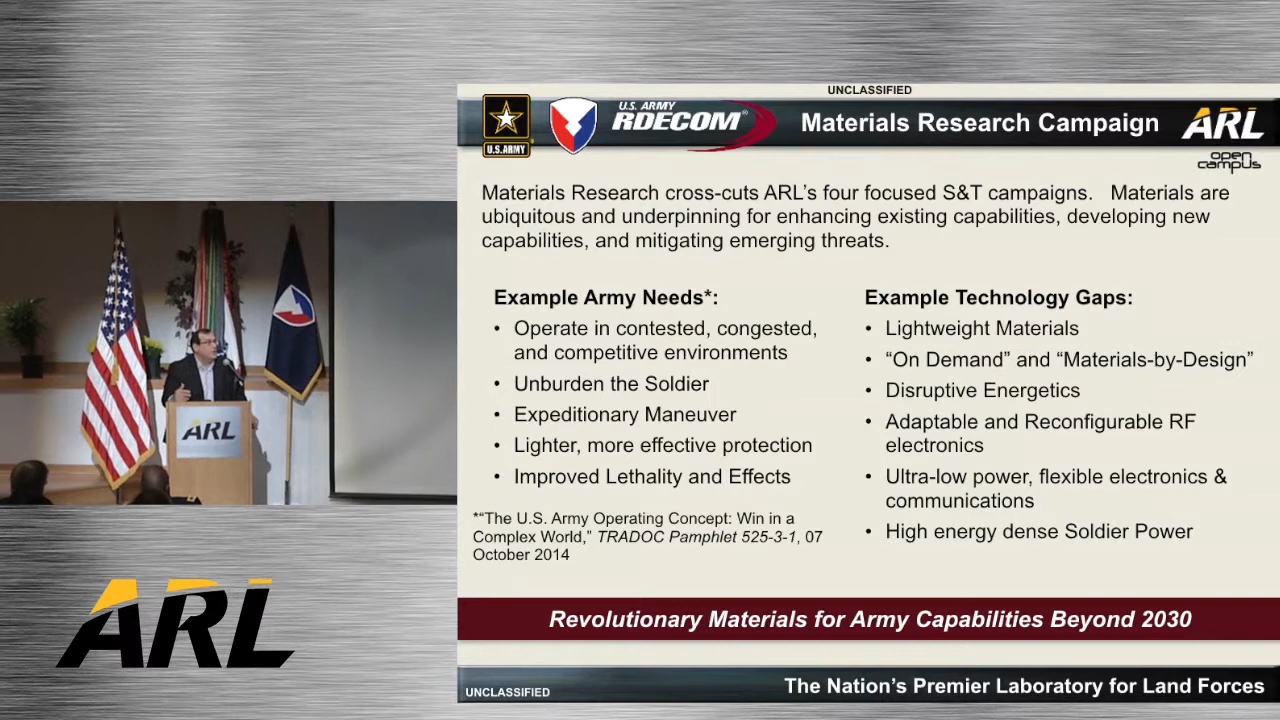 UNCLASSIFIED
U.S. ARMY
U.S. ARMY
RDECOM®
Materials Research Campaign
ARL
open
campus
Materials Research cross-cuts ARL's four focused S&T campaigns. Materials are
ubiquitous and underpinning for enhancing existing capabilities, developing new
capabilities, and mitigating emerging threats.
Example Army Needs*:
• Operate in contested, congested,
and competitive environments
• Unburden the Soldier
• Expeditionary Maneuver
• Lighter, more effective protection
• Improved Lethality and Effects
*“The U.S. Army Operating Concept: Win in a
Complex World,” TRADOC Pamphlet 525-3-1, 07
October 2014
Example Technology Gaps:
• Lightweight Materials
• “On Demand” and “Materials-by-Design”
• Disruptive Energetics
• Adaptable and Reconfigurable RF
electronics
• Ultra-low power, flexible electronics &
communications
• High energy dense Soldier Power
Revolutionary Materials for Army Capabilities Beyond 2030
UNCLASSIFIED
The Nation's Premier Laboratory for Land Forces
ARL
ARL